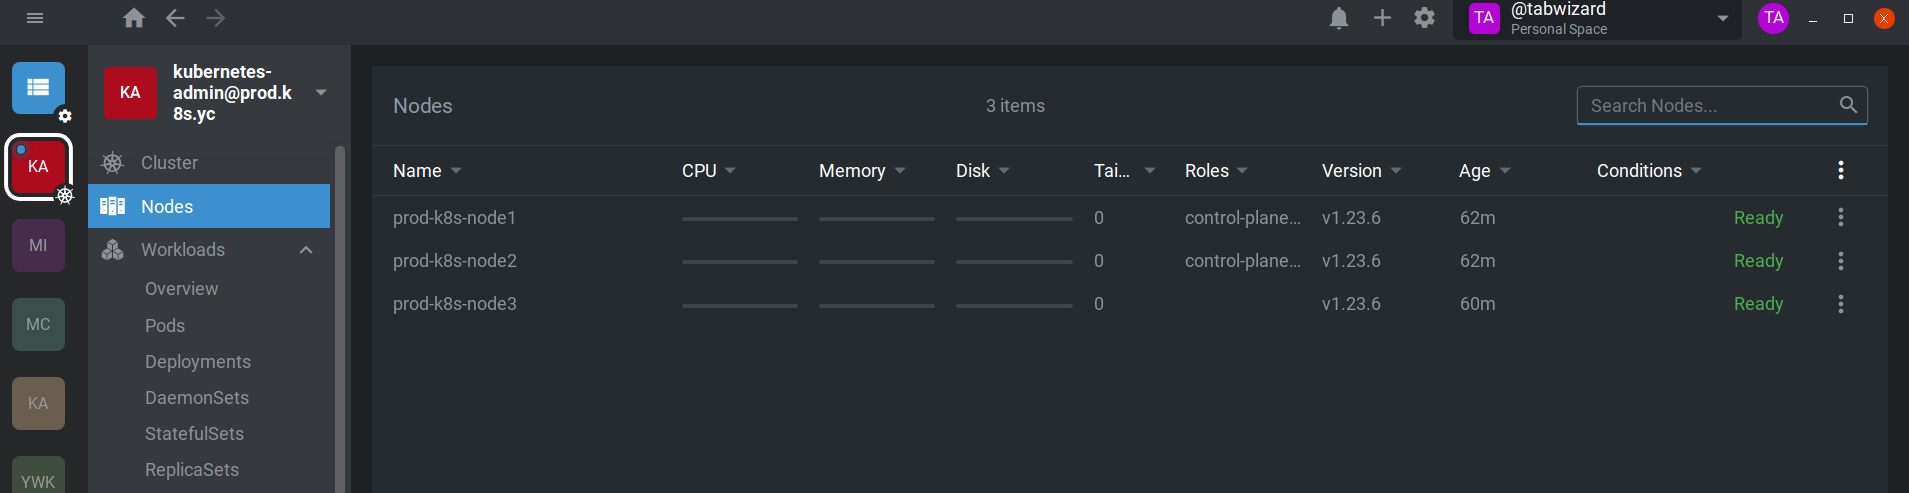 TA
@tabwizard
Personal Space
TA
KA
kubernetes-
admin@prod.k
8s.yc
KA
MI
MC
KA
YWK
Cluster
Nodes
Workloads
Overview
Pods
Deployments
DaemonSets
StatefulSets
ReplicaSets
Nodes
3 items
Search Nodes...
Name CPU Memory Disk Tai... Roles Version Age Conditions
prod-k8s-node1 0 control-plane... v1.23.6 62m Ready
prod-k8s-node2 0 control-plane... v1.23.6 62m Ready
prod-k8s-node3 0 v1.23.6 60m Ready